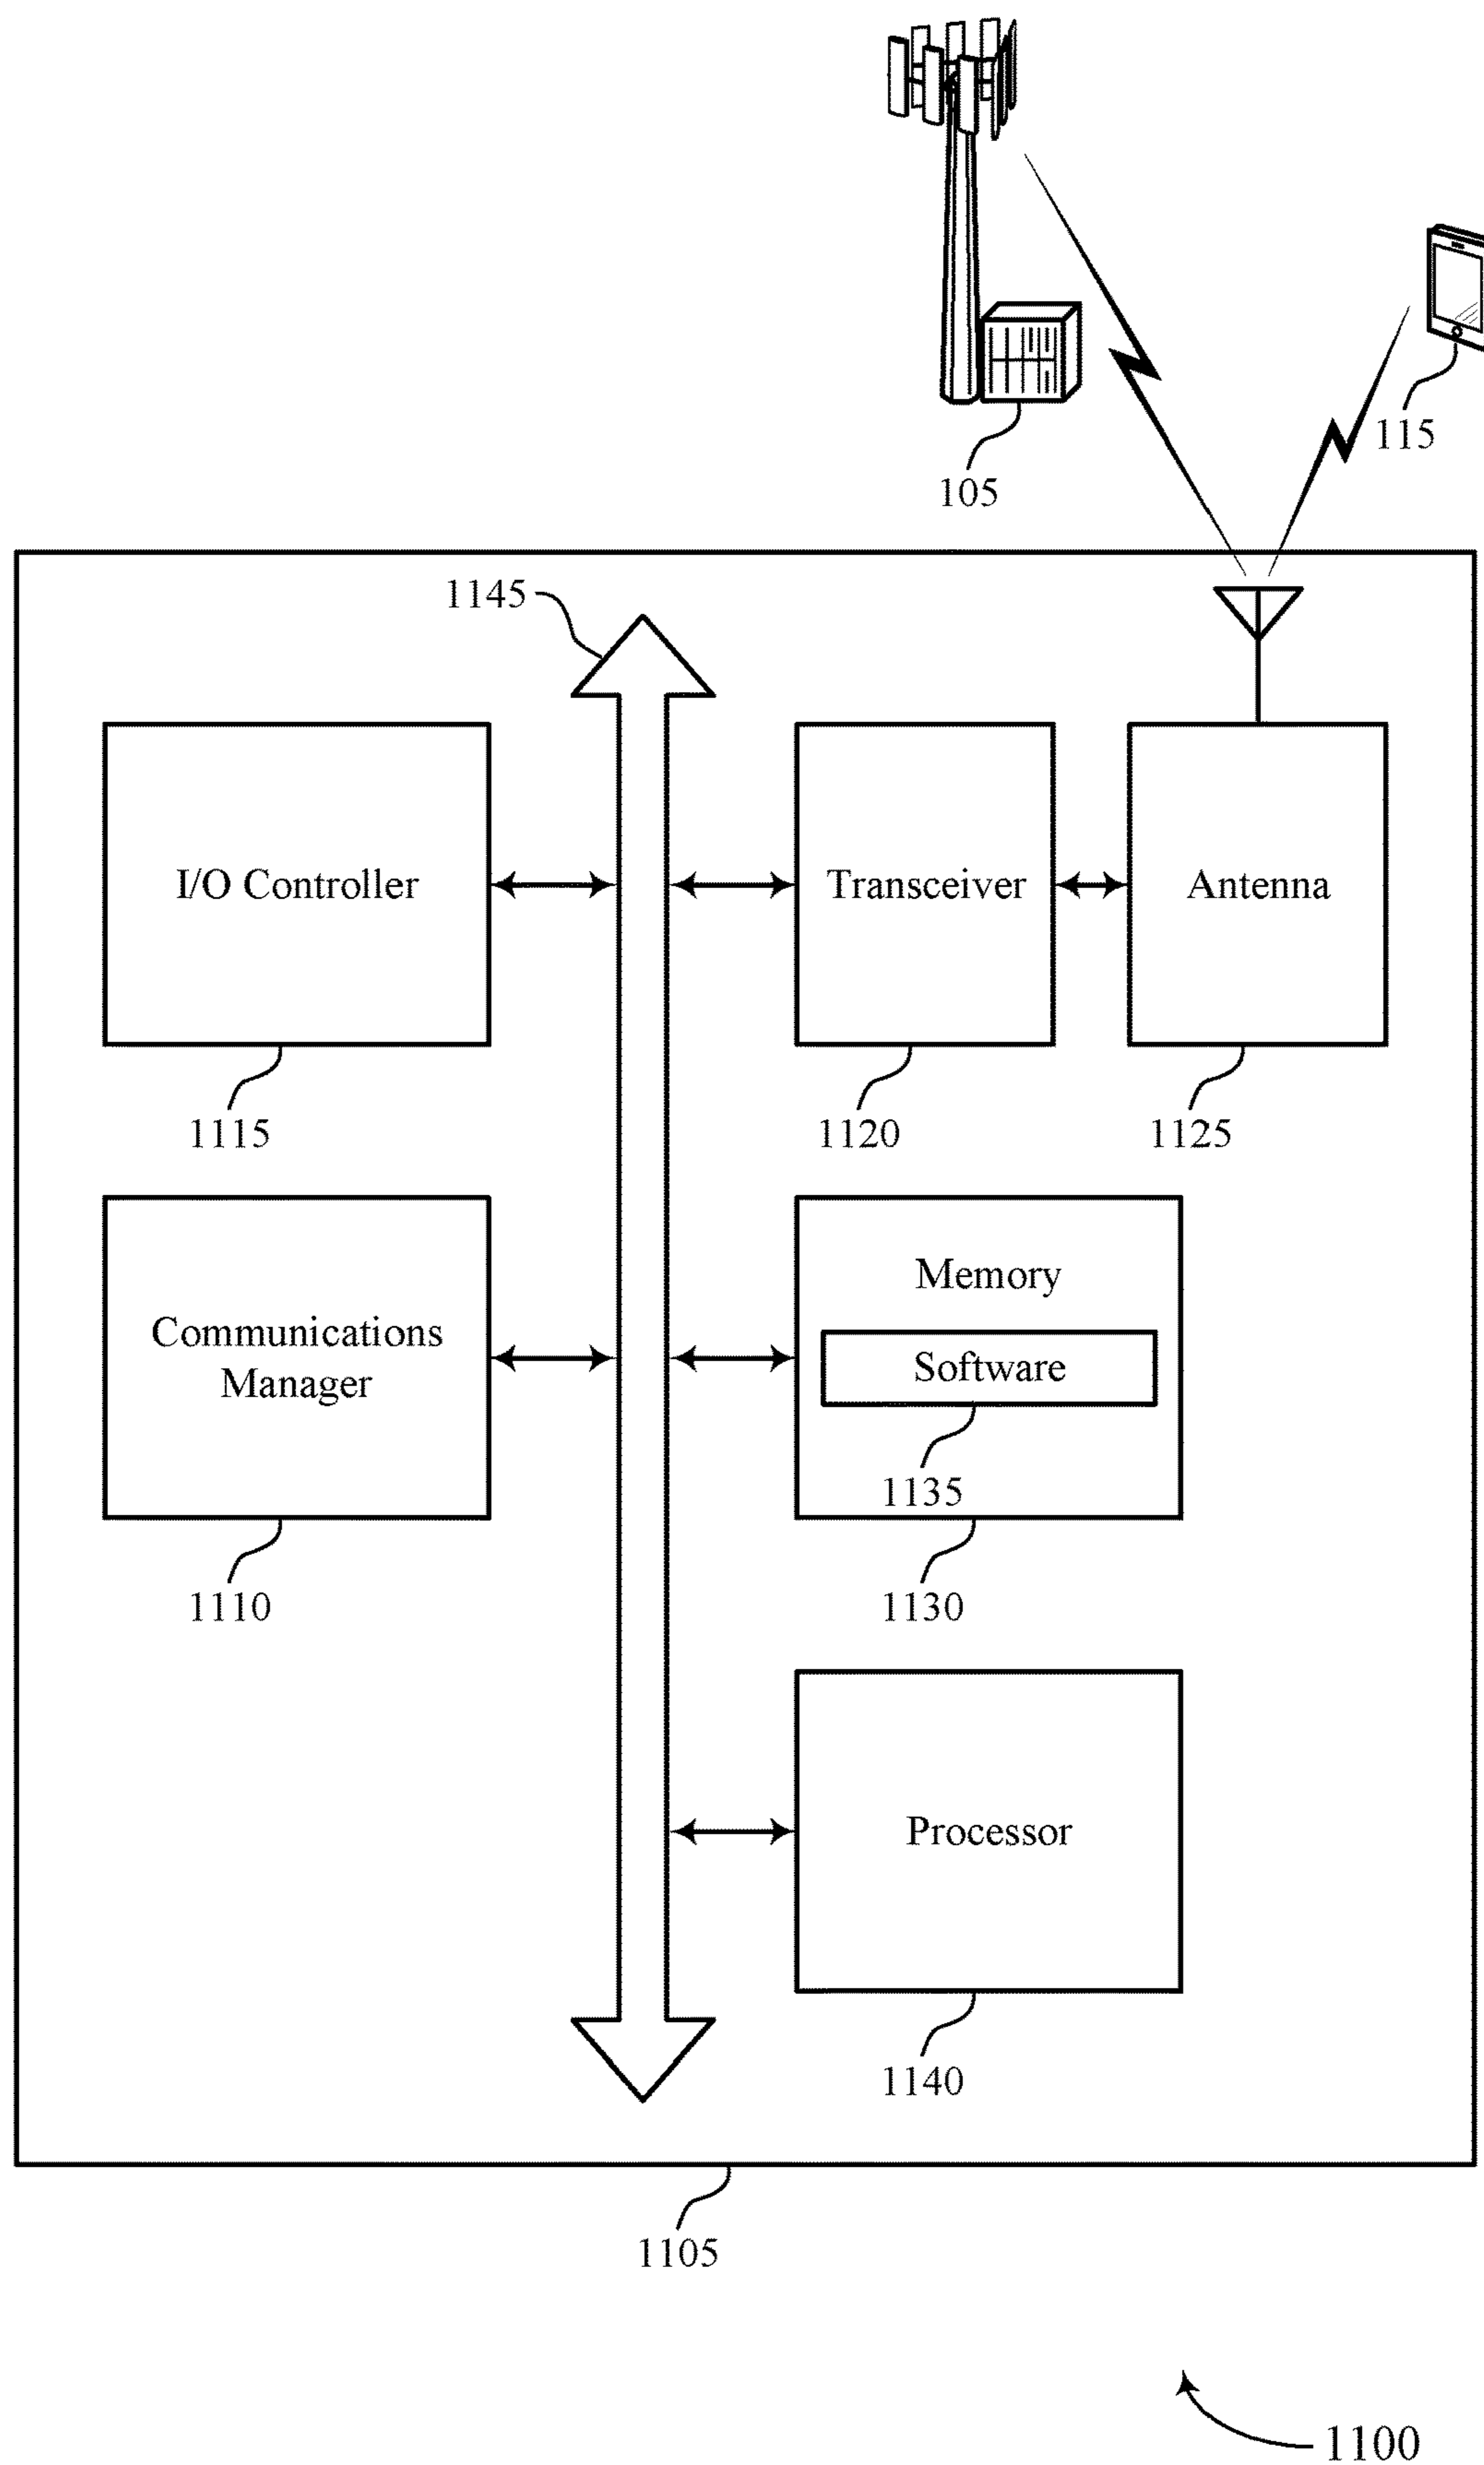 115
105
1145
I/O Controller
Transceiver
Antenna
1115
1120
1125
Communications
Manager
Memory
Software
1135
1110
1130
Processor
1140
1105
1100